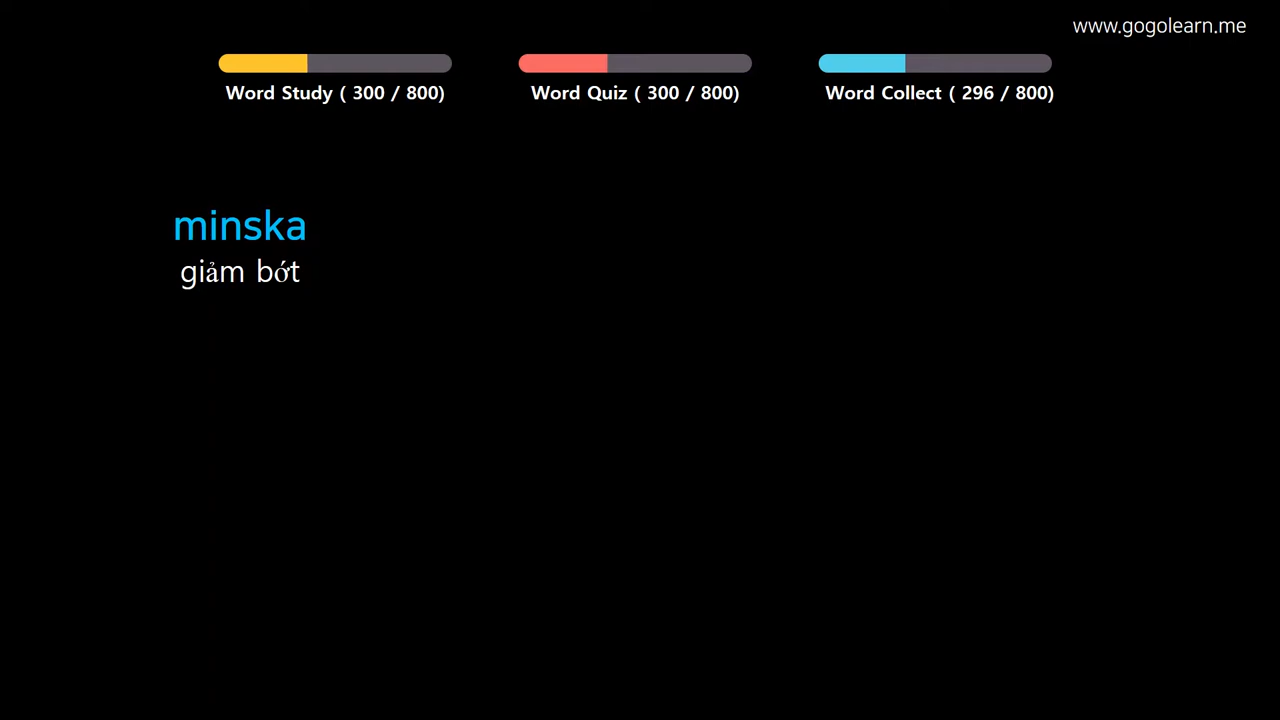 www.gogolearn.me
Word Study ( 300 / 800)
Word Quiz ( 300 / 800)
Word Collect ( 296 / 800)
minska
giảm bớt